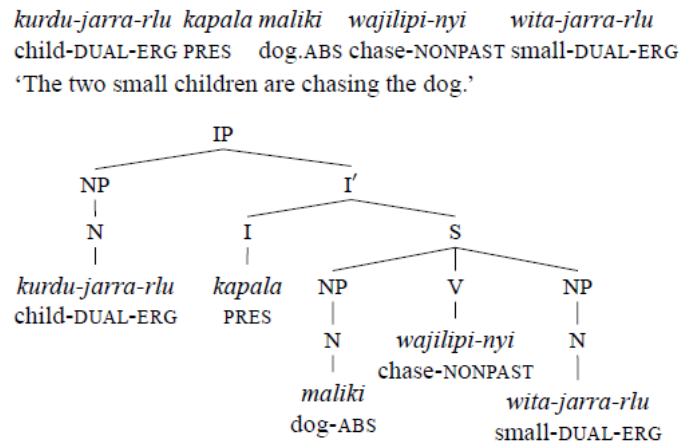 kurdu-jarra-rlu kapala maliki wajilipi-nyi wita-jarra-rlu
child-DUAL-ERG PRES dog.ABS chase-NONPAST small-DUAL-ERG
‘The two small children are chasing the dog.’
IP
NP I′
N I S
kurdu-jarra-rlu kapala NP V NP
child-DUAL-ERG PRES
N wajilipi-nyi N
chase-NONPAST
maliki wita-jarra-rlu
dog-ABS small-DUAL-ERG